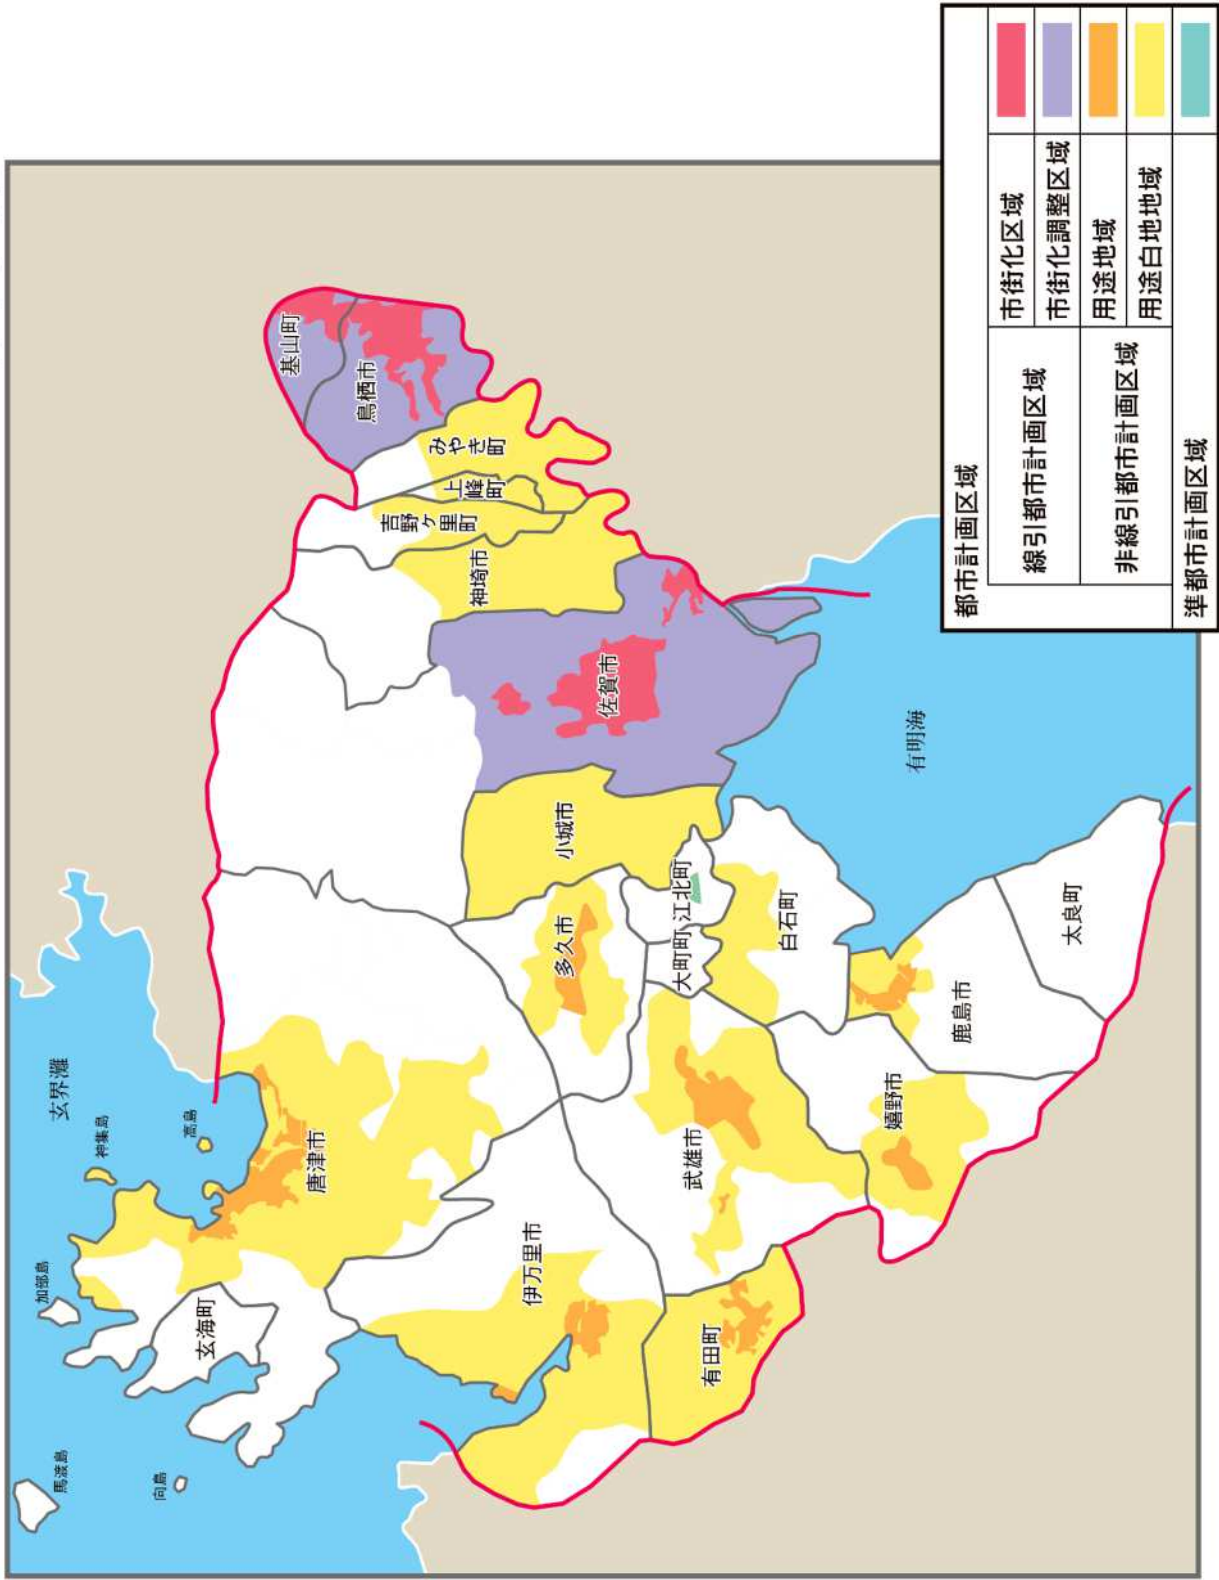 玄界灘
馬渡島
加部島
神集島
向島
高島
玄海町
唐津市
基山町
鳥栖市
みやき町
上峰町
吉野ヶ里町
神埼市
伊万里市
多久市
小城市
佐賀市
有田町
武雄市
大町町
江北町
白石町
嬉野市
鹿島市
太良町
有明海
都市計画区域
線引都市計画区域
市街化区域
市街化調整区域
非線引都市計画区域
用途地域
用途白地地域
準都市計画区域